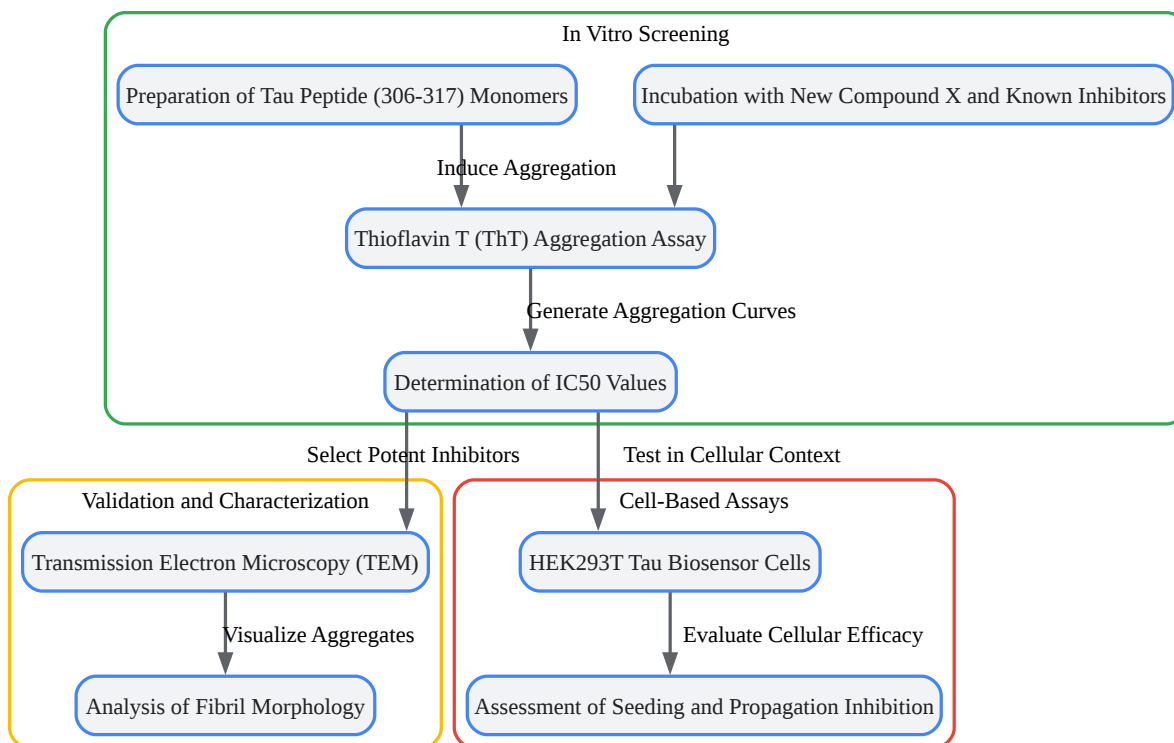 In Vitro Screening
Preparation of Tau Peptide (306-317) Monomers
Incubation with New Compound X and Known Inhibitors
Induce Aggregation
Thioflavin T (ThT) Aggregation Assay
Generate Aggregation Curves
Determination of IC50 Values
Select Potent Inhibitors
Test in Cellular Context
Validation and Characterization
Cell-Based Assays
Transmission Electron Microscopy (TEM)
HEK293T Tau Biosensor Cells
Visualize Aggregates
Evaluate Cellular Efficacy
Analysis of Fibril Morphology
Assessment of Seeding and Propagation Inhibition